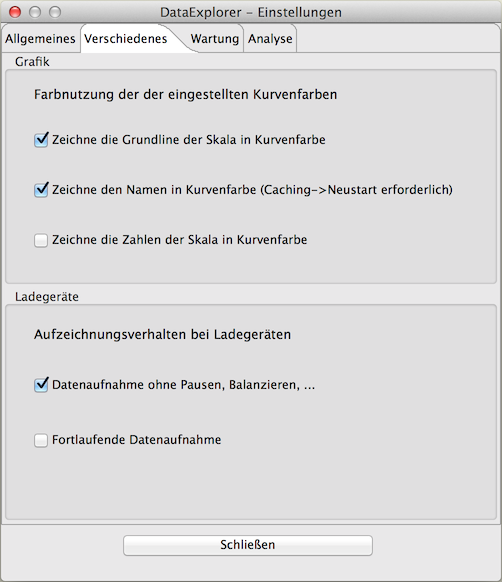 DataExplorer – Einstellungen
Allgemeines Verschiedenes Wartung Analyse
Grafik
Farbnutzung der der eingestellten Kurvenfarben
Zeichne die Grundline der Skala in Kurvenfarbe
Zeichne den Namen in Kurvenfarbe (Caching->Neustart erforderlich)
Zeichne die Zahlen der Skala in Kurvenfarbe
Ladegeräte
Aufzeichnungsverhalten bei Ladegeräten
Datenaufnahme ohne Pausen, Balanzieren, ...
Fortlaufende Datenaufnahme
Schließen